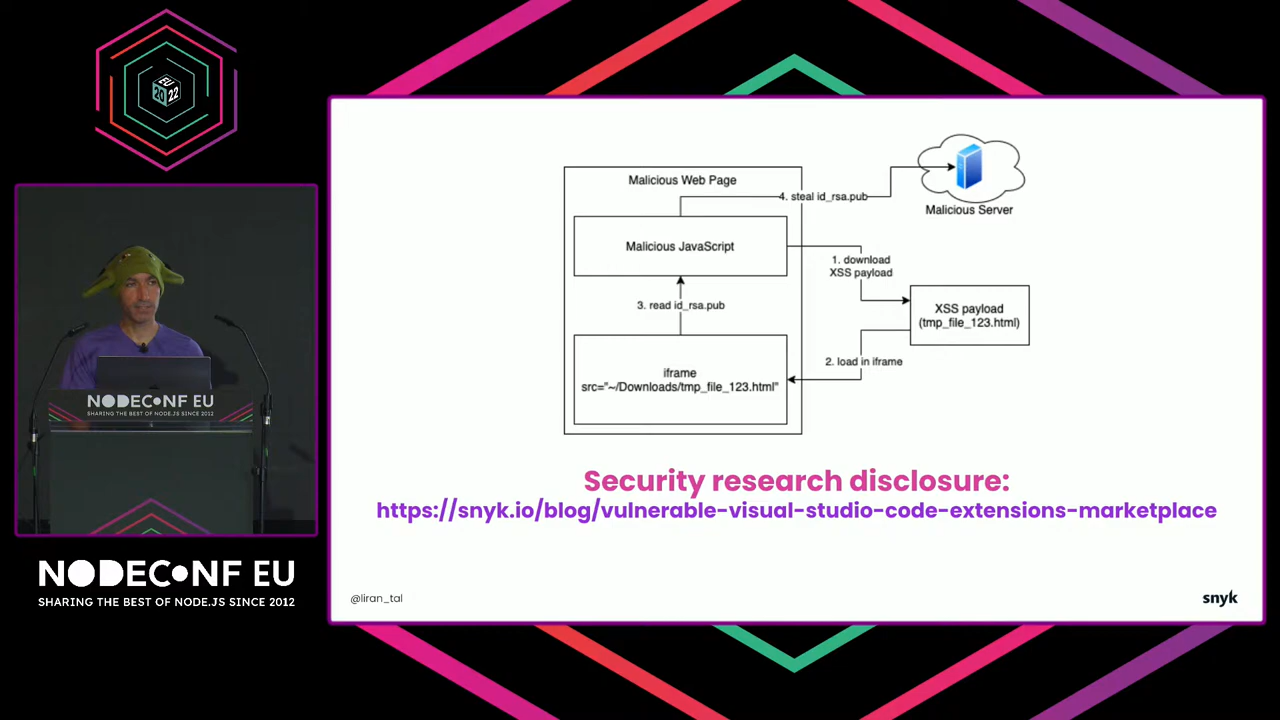 EU
20
22
NODECONF EU
SHARING THE BEST OF NODE.JS SINCE 2012
NODECONF EU
SHARING THE BEST OF NODE.JS SINCE 2012
Malicious Web Page
4. steal id_rsa.pub
Malicious Server
Malicious JavaScript
1. download
XSS payload
3. read id_rsa.pub
XSS payload
(tmp_file_123.html)
2. load in iframe
iframe
src="~/Downloads/tmp_file_123.html"
Security research disclosure:
https://snyk.io/blog/vulnerable-visual-studio-code-extensions-marketplace
@liran_tal
snyk